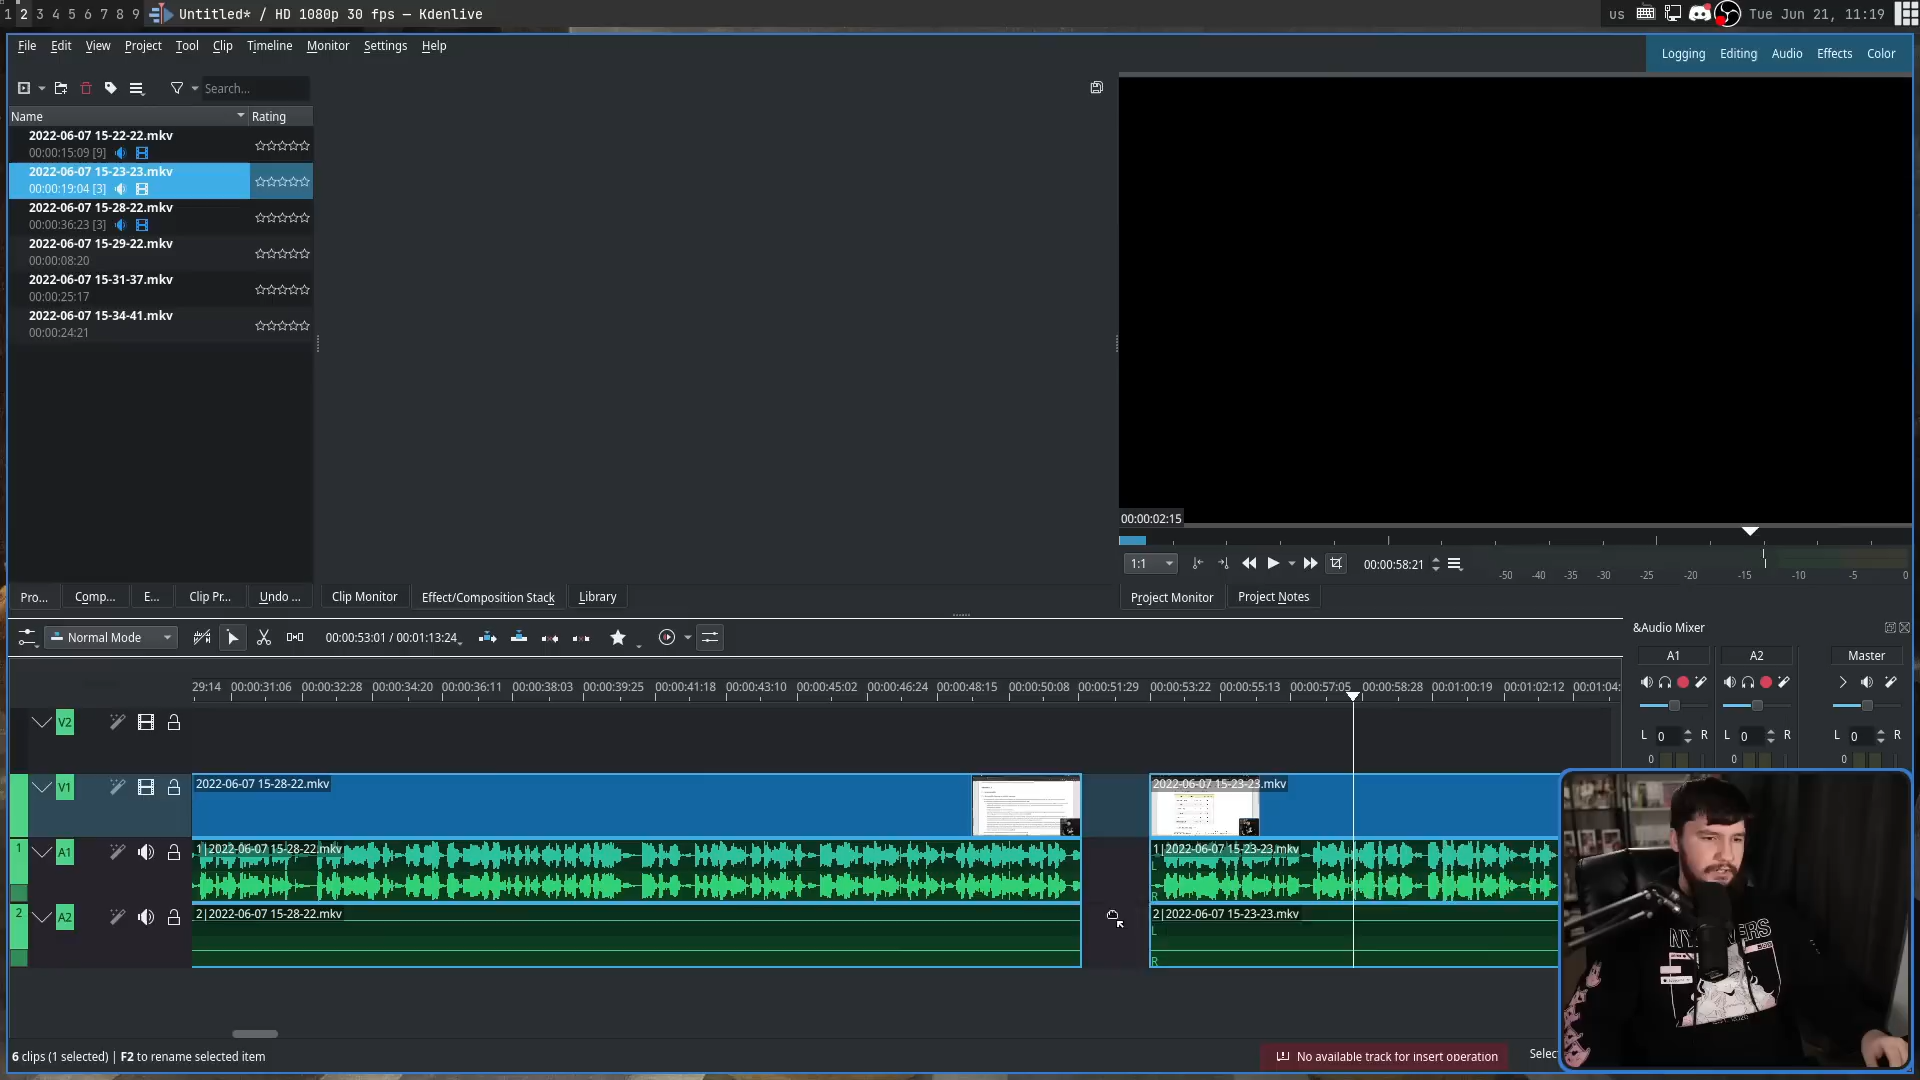 1 2 3 4 5 6 7 8 9 Untitled* / HD 1080p 30 fps — Kdenlive us Tue Jun 21, 11:19
File Edit View Project Tool Clip Timeline Monitor Settings Help
Logging Editing Audio Effects Color
Search...
Name Rating
2022-06-07 15-22-22.mkv
00:00:15:09 [9]
2022-06-07 15-23-23.mkv
00:00:19:04 [3]
2022-06-07 15-28-22.mkv
00:00:36:23 [3]
2022-06-07 15-29-22.mkv
00:00:08:20
2022-06-07 15-31-37.mkv
00:00:25:17
2022-06-07 15-34-41.mkv
00:00:24:21
00:00:02:15
1:1 00:00:58:21
-50 -40 -35 -30 -25 -20 -15 -10 -5 0
Pro... Comp... E... Clip Pr... Undo ... Clip Monitor Effect/Composition Stack Library Project Monitor Project Notes
Normal Mode 00:00:53:01 / 00:01:13:24
&Audio Mixer
A1 A2 Master
29:14 00:00:31:06 00:00:32:28 00:00:34:20 00:00:36:11 00:00:38:03 00:00:39:25 00:00:41:18 00:00:43:10 00:00:45:02 00:00:46:24 00:00:48:15 00:00:50:08 00:00:51:29 00:00:53:22 00:00:55:13 00:00:57:05 00:00:58:28 00:01:00:19 00:01:02:12 00:01:04:
L 0 R L 0 R L 0 R
0 0 0
V2
V1
2022-06-07 15-28-22.mkv 2022-06-07 15-23-23.mkv
1 A1
1|2022-06-07 15-28-22.mkv 1|2022-06-07 15-23-23.mkv
L
R
2 A2
2|2022-06-07 15-28-22.mkv 2|2022-06-07 15-23-23.mkv
L
R
6 clips (1 selected) | F2 to rename selected item No available track for insert operation Selec